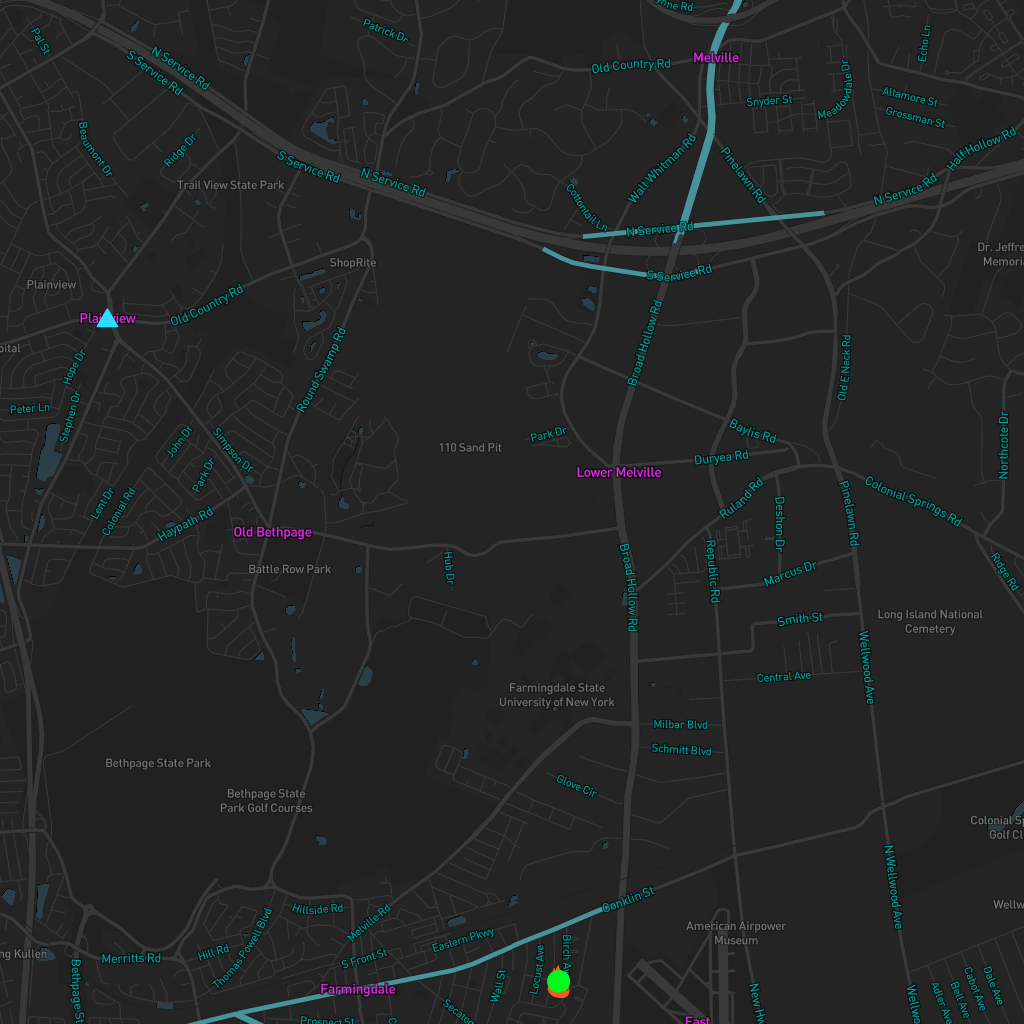 Pal St
N Service Rd
S Service Rd
Patrick Dr
Old Country Rd
Melville
Echo Ln
Snyder St
Meadowdale Dr
Altamore St
Grossman St
Beaumont Dr
Ridge Dr
Trail View State Park
S Service Rd
N Service Rd
Walt Whitman Rd
Pinelawn Rd
Half Hollow Rd
Cottontail Ln
N Service Rd
N Service Rd
S Service Rd
Dr. Jeffre
Memoria
ShopRite
Plainview
Old Country Rd
Plainview
Hope Dr
Peter Ln
Stephen Dr
Round Swamp Rd
Broad Hollow Rd
Old E Neck Rd
Northcote Dr
Park Dr
110 Sand Pit
Baylis Rd
Duryea Rd
Lower Melville
John Dr
Simpson Dr
Park Dr
Lent Dr
Colonial Rd
Haypath Rd
Old Bethpage
Battle Row Park
Hub Dr
Broad Hollow Rd
Ruland Rd
Republic Rd
Deshon Dr
Pinelawn Rd
Colonial Springs Rd
Ridge Rd
Marcus Dr
Smith St
Long Island National
Cemetery
Central Ave
Wellwood Ave
Farmingdale State
University of New York
Milbar Blvd
Schmitt Blvd
Glove Cir
Bethpage State Park
Bethpage State
Park Golf Courses
Colonial Sp
Golf Cl
N Wellwood Ave
Conklin St
American Airpower
Museum
Hillside Rd
Melville Rd
Thomas Powell Blvd
Hill Rd
Merritts Rd
S Front St
Eastern Pkwy
Locust Ave
Birch A
Wall St
Farmingdale
Bethpage St
Prospect St
Secato
East
New Hw
Wellwo
Adler Ave
Bell Ave
Cabot Ave
Dale Ave